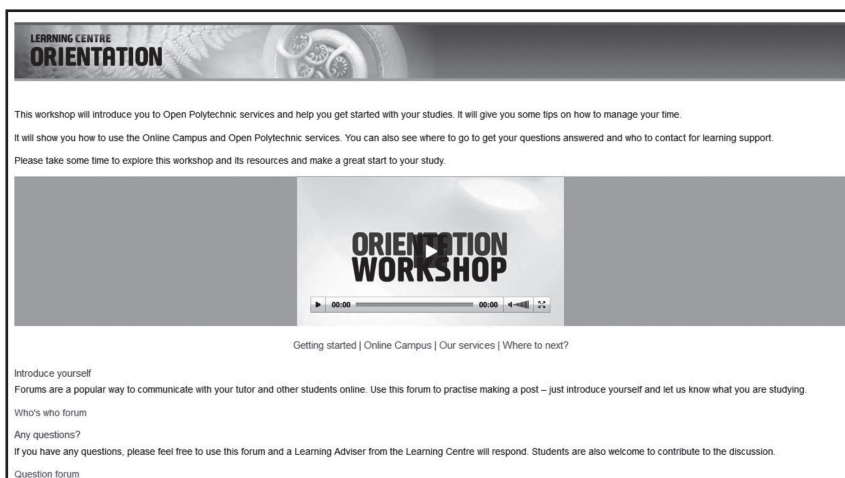 LEARNING CENTRE
ORIENTATION
This workshop will introduce you to Open Polytechnic services and help you get started with your studies. It will give you some tips on how to manage your time.
It will show you how to use the Online Campus and Open Polytechnic services. You can also see where to go to get your questions answered and who to contact for learning support.
Please take some time to explore this workshop and its resources and make a great start to your study.
ORIENTATION
WORKSHOP
00:00 00:00
Getting started | Online Campus | Our services | Where to next?
Introduce yourself
Forums are a popular way to communicate with your tutor and other students online. Use this forum to practise making a post – just introduce yourself and let us know what you are studying.
Who's who forum
Any questions?
If you have any questions, please feel free to use this forum and a Learning Adviser from the Learning Centre will respond. Students are also welcome to contribute to the discussion.
Question forum